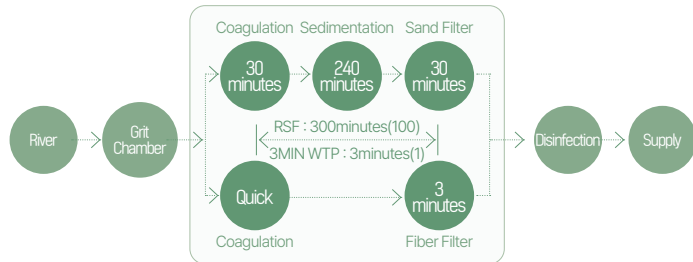 Coagulation Sedimentation Sand Filter
30
minutes
240
minutes
30
minutes
River
Grit
Chamber
RSF : 300minutes(100)
3MIN WTP : 3minutes(1)
Disinfection
Supply
Quick
3
minutes
Coagulation
Fiber Filter